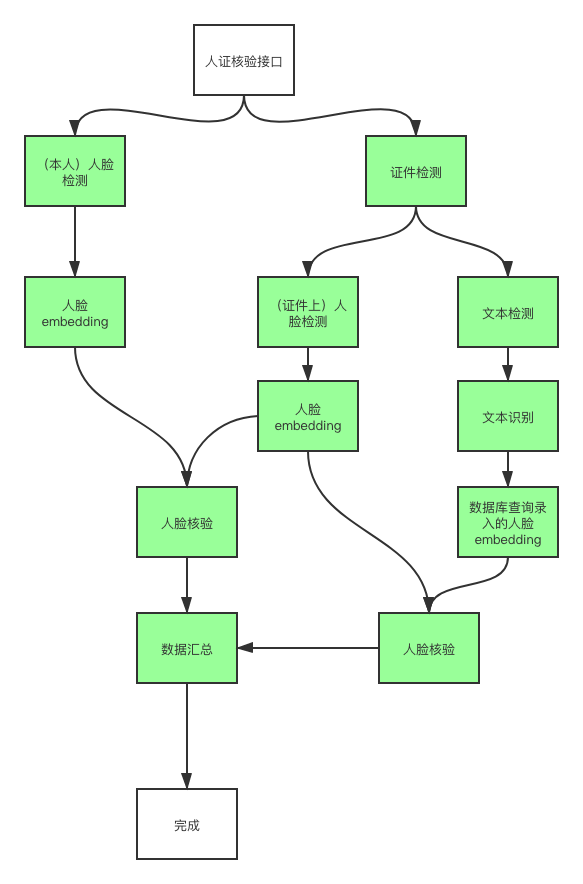 人证核验接口
（本人）人脸
检测
证件检测
人脸
embedding
（证件上）人
脸检测
文本检测
人脸
embedding
文本识别
人脸核验
数据库查询录
入的人脸
embedding
数据汇总
人脸核验
完成